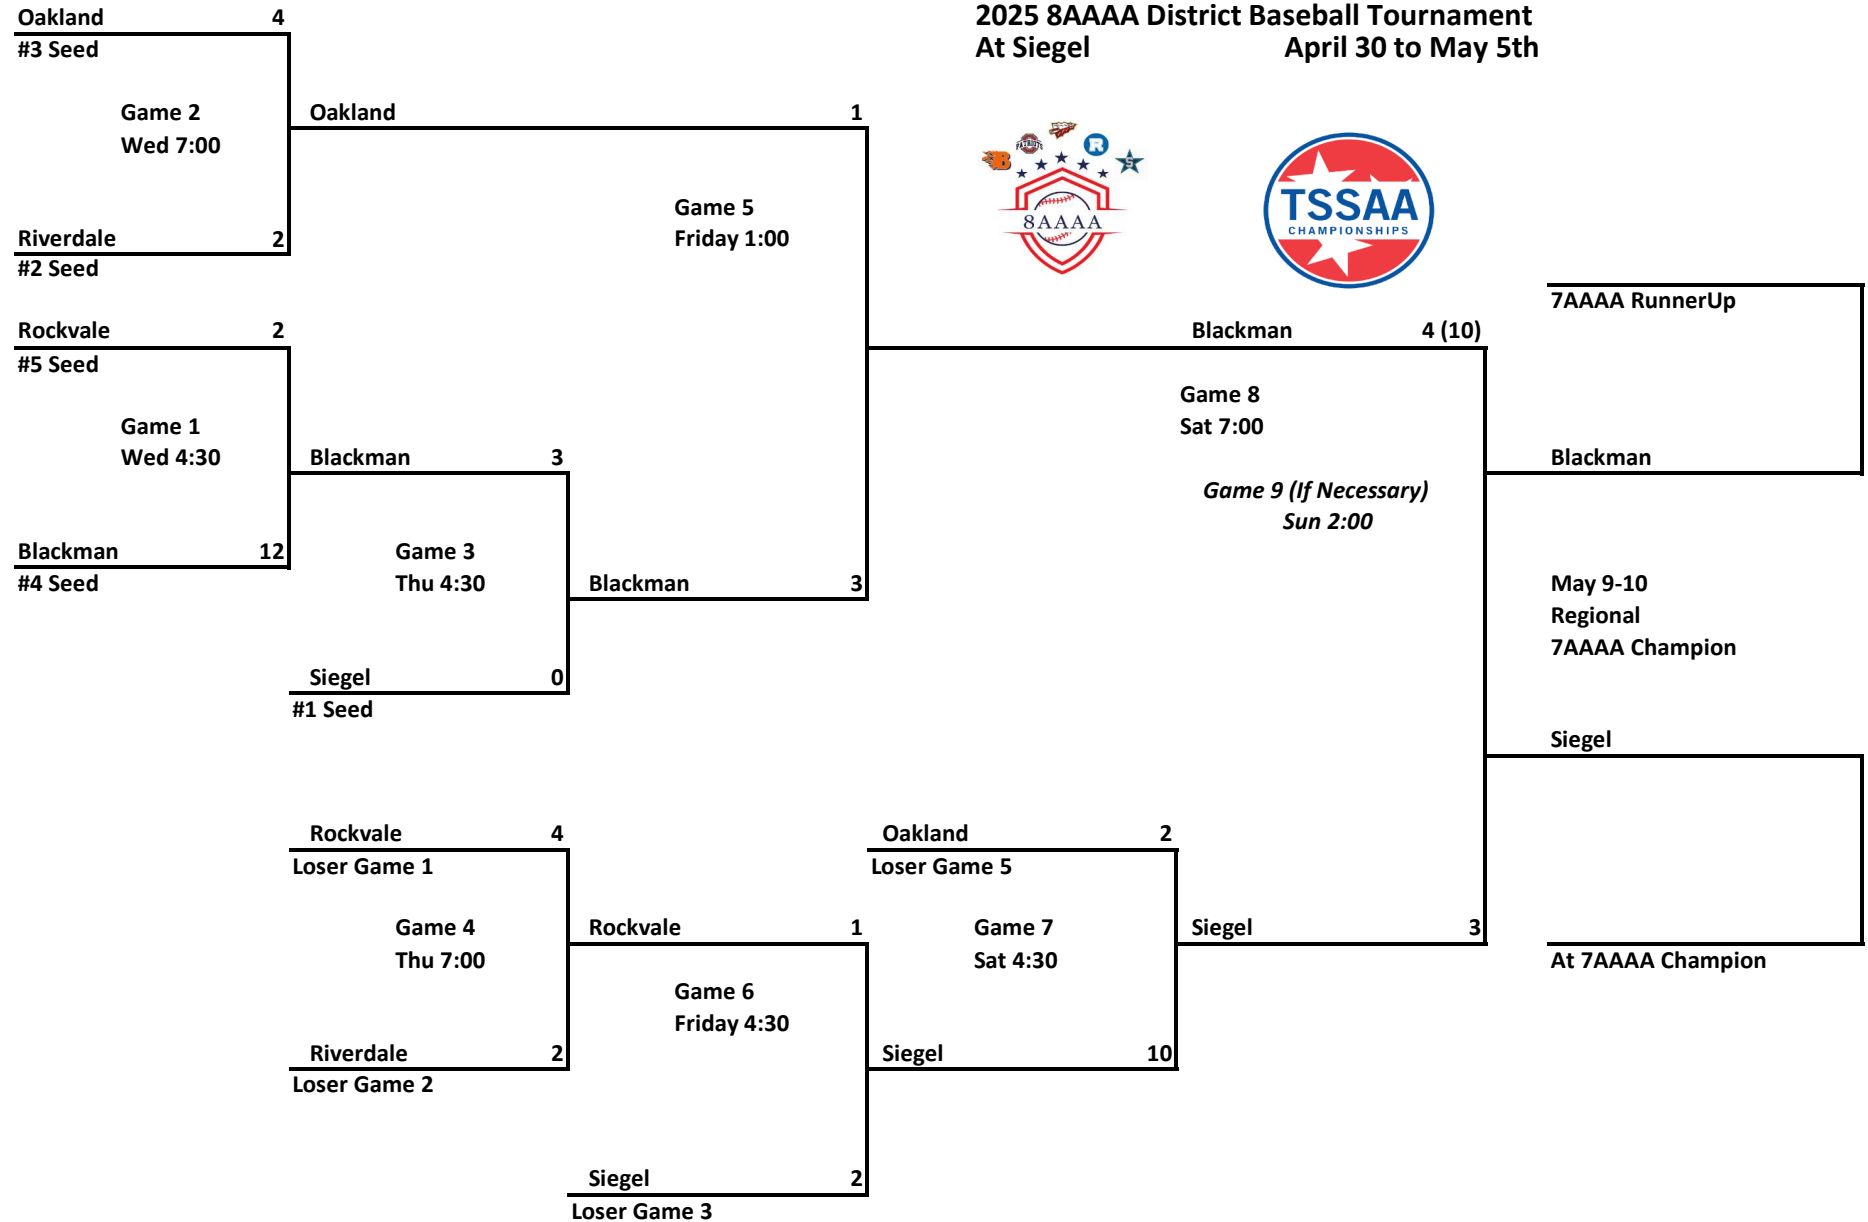 2025 8AAAA District Baseball Tournament
At Siegel April 30 to May 5th
Oakland 4
#3 Seed
Game 2
Wed 7:00
Riverdale 2
#2 Seed
Oakland 1
Game 5
Friday 1:00
B
PATRIOTS
R
S
8AAAA
TSSAA
CHAMPIONSHIPS
Rockvale 2
#5 Seed
Game 1
Wed 4:30
Blackman 12
#4 Seed
Blackman 3
Game 3
Thu 4:30
Siegel 0
#1 Seed
Blackman 3
Blackman 4 (10)
Game 8
Sat 7:00
Game 9 (If Necessary)
Sun 2:00
7AAAA RunnerUp
Blackman
May 9-10
Regional
7AAAA Champion
Siegel
At 7AAAA Champion
Rockvale 4
Loser Game 1
Game 4
Thu 7:00
Riverdale 2
Loser Game 2
Rockvale 1
Game 6
Friday 4:30
Siegel 2
Loser Game 3
Oakland 2
Loser Game 5
Game 7
Sat 4:30
Siegel 10
Siegel 3